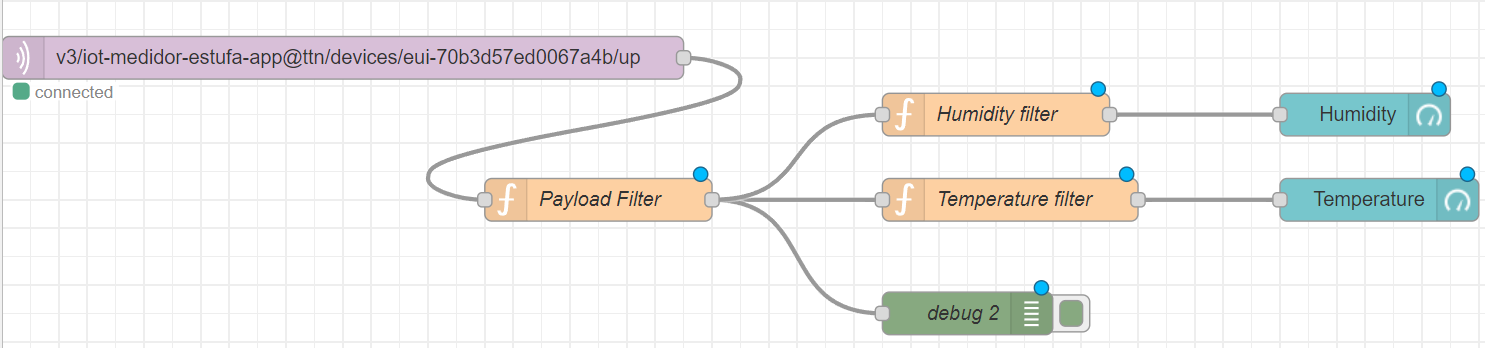 v3/iot-medidor-estufa-app@ttn/devices/eui-70b3d57ed0067a4b/up
connected
Humidity filter
Humidity
Payload Filter
Temperature filter
Temperature
debug 2